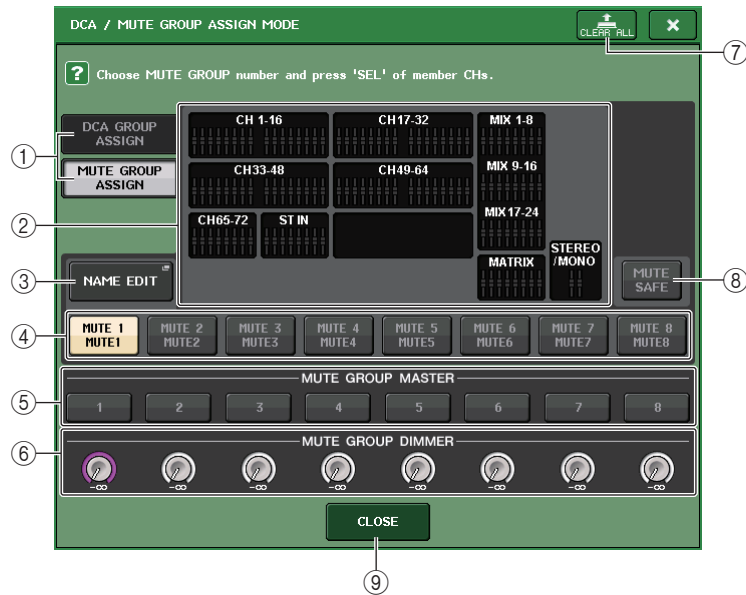 DCA / MUTE GROUP ASSIGN MODE
CLEAR ALL
×
⑦
? Choose MUTE GROUP number and press 'SEL' of member CHs.
①
DCA GROUP
ASSIGN
MUTE GROUP
ASSIGN
②
CH 1-16
CH17-32
MIX 1-8
CH33-48
CH49-64
MIX 9-16
CH65-72
ST IN
MIX17-24
MATRIX
STEREO
/MONO
③
NAME EDIT
MUTE
SAFE
⑧
④
MUTE 1
MUTE1
MUTE 2
MUTE2
MUTE 3
MUTE3
MUTE 4
MUTE4
MUTE 5
MUTE5
MUTE 6
MUTE6
MUTE 7
MUTE7
MUTE 8
MUTE8
⑤
MUTE GROUP MASTER
1 2 3 4 5 6 7 8
⑥
MUTE GROUP DIMMER
-∞ -∞ -∞ -∞ -∞ -∞ -∞ -∞
CLOSE
⑨